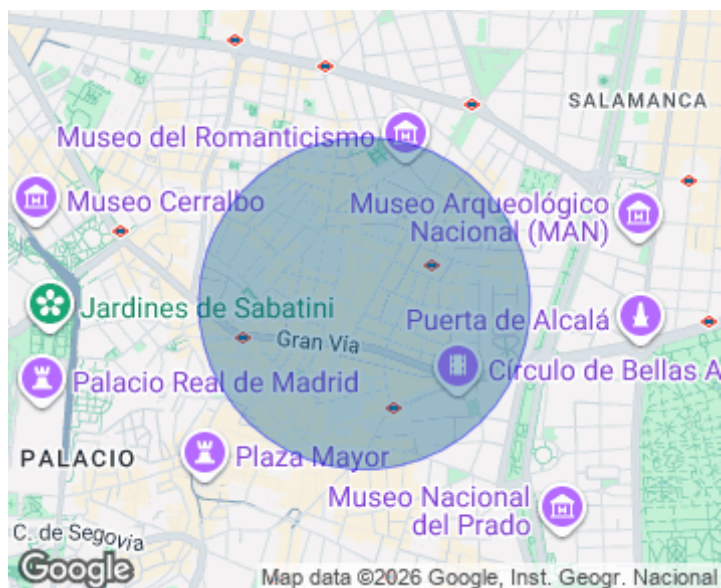 SALAMANCA
Museo del Romanticismo
Museo Cerralbo
Museo Arqueológico
Nacional (MAN)
Jardines de Sabatini
Puerta de Alcalá
Gran Vía
Palacio Real de Madrid
Círculo de Bellas A
PALACIO
Plaza Mayor
Museo Nacional
del Prado
C. de Segovia
Google
Map data ©2026 Google, Inst. Geogr. Nacional